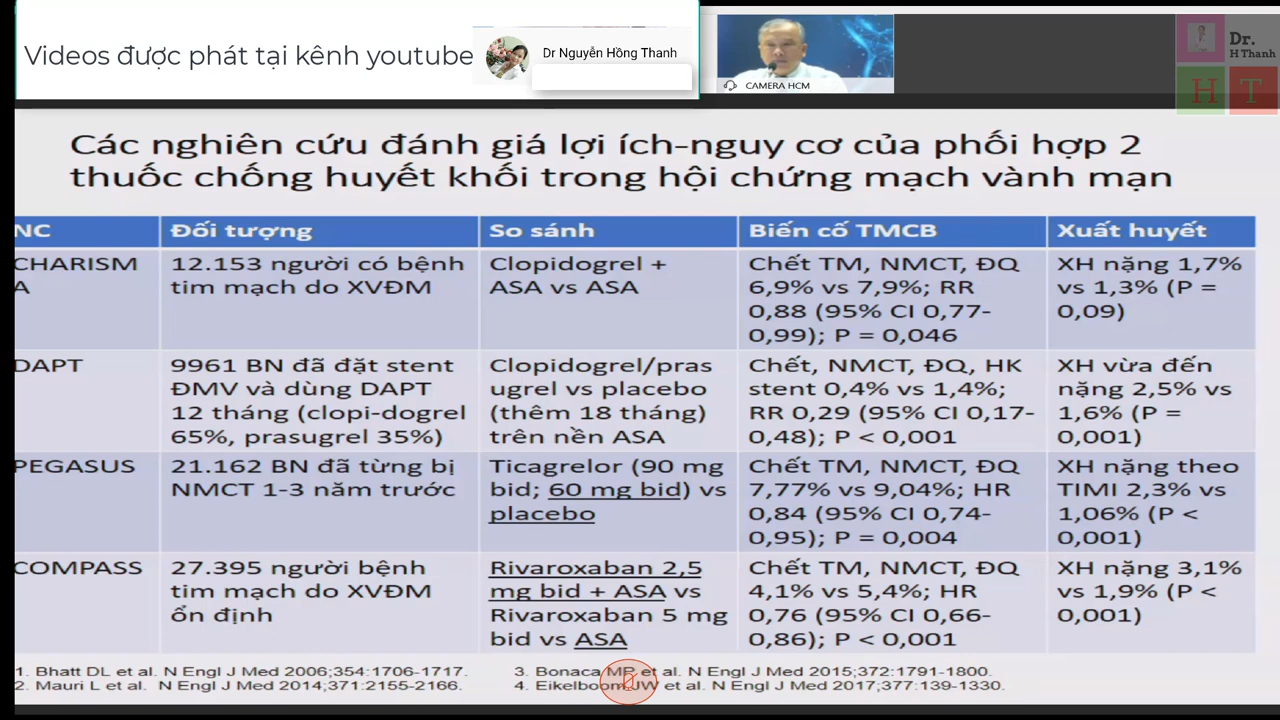 Videos được phát tại kênh youtube
Dr Nguyễn Hồng Thanh
CAMERA HCM
Dr.
H Thanh
H T
Các nghiên cứu đánh giá lợi ích-nguy cơ của phối hợp 2
thuốc chống huyết khối trong hội chứng mạch vành mạn
NC
Đối tượng
So sánh
Biến cố TMCB
Xuất huyết
CHARISM
A
12.153 người có bệnh
tim mạch do XVĐM
Clopidogrel +
ASA vs ASA
Chết TM, NMCT, ĐQ
6,9% vs 7,9%; RR
0,88 (95% CI 0,77-
0,99); P = 0,046
XH nặng 1,7%
vs 1,3% (P =
0,09)
DAPT
9961 BN đã đặt stent
ĐMV và dùng DAPT
12 tháng (clopi-dogrel
65%, prasugrel 35%)
Clopidogrel/pras
ugrel vs placebo
(thêm 18 tháng)
trên nền ASA
Chết, NMCT, ĐQ, HK
stent 0,4% vs 1,4%;
RR 0,29 (95% CI 0,17-
0,48); P < 0,001
XH vừa đến
nặng 2,5% vs
1,6% (P =
0,001)
PEGASUS
21.162 BN đã từng bị
NMCT 1-3 năm trước
Ticagrelor (90 mg
bid; 60 mg bid) vs
placebo
Chết TM, NMCT, ĐQ
7,77% vs 9,04%; HR
0,84 (95% CI 0,74-
0,95); P = 0,004
XH nặng theo
TIMI 2,3% vs
1,06% (P <
0,001)
COMPASS
27.395 người bệnh
tim mạch do XVĐM
ổn định
Rivaroxaban 2,5
mg bid + ASA vs
Rivaroxaban 5 mg
bid vs ASA
Chết TM, NMCT, ĐQ
4,1% vs 5,4%; HR
0,76 (95% CI 0,66-
0,86); P < 0,001
XH nặng 3,1%
vs 1,9% (P <
0,001)
1. Bhatt DL et al. N Engl J Med 2006;354:1706-1717.
2. Mauri L et al. N Engl J Med 2014;371:2155-2166.
3. Bonaca MP et al. N Engl J Med 2015;372:1791-1800.
4. Eikelboom JW et al. N Engl J Med 2017;377:139-1330.